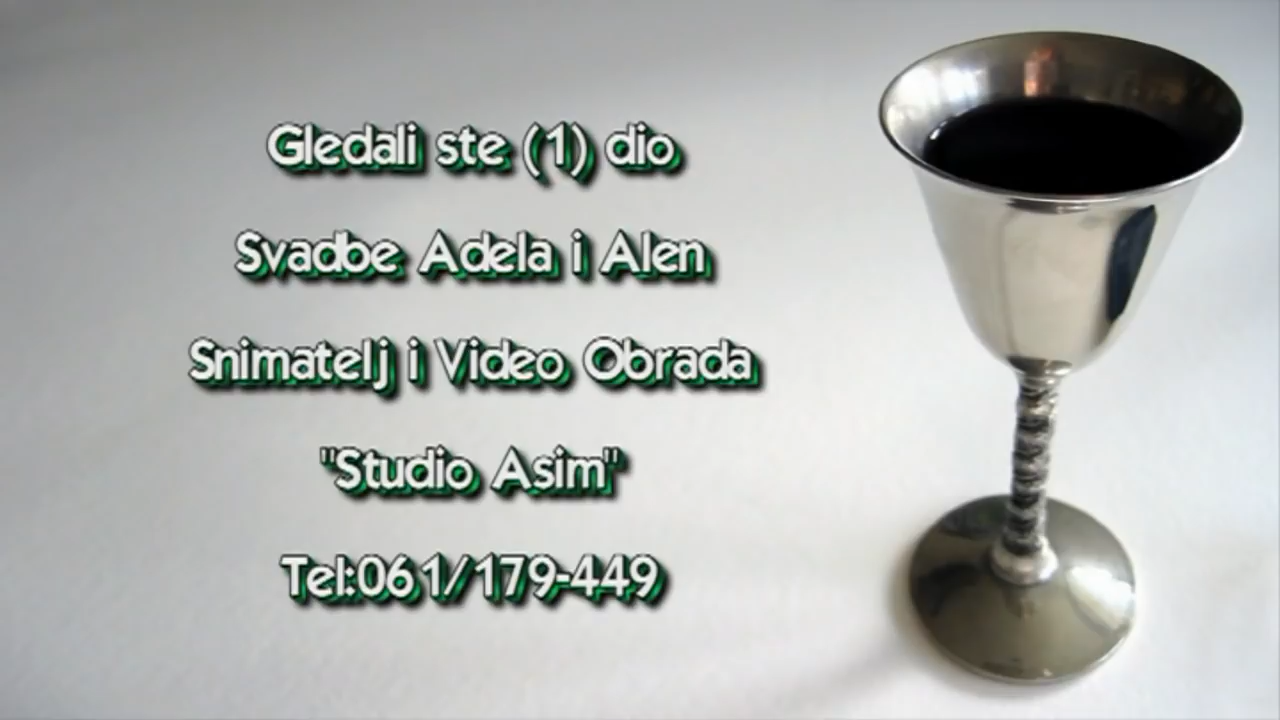 Gledali ste (1) dio
Svadbe Adela i Alen
Snimatelj i Video Obrada
"Studio Asim"
Tel:061/179-449